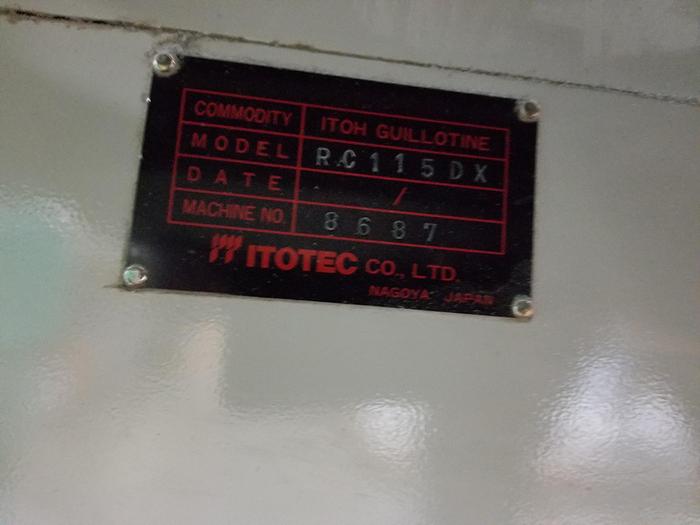 COMMODITY ITOH GUILLOTINE
MODEL RC115DX
DATE /
MACHINE NO. 8687
ITOTEC CO., LTD.
NAGOYA JAPAN